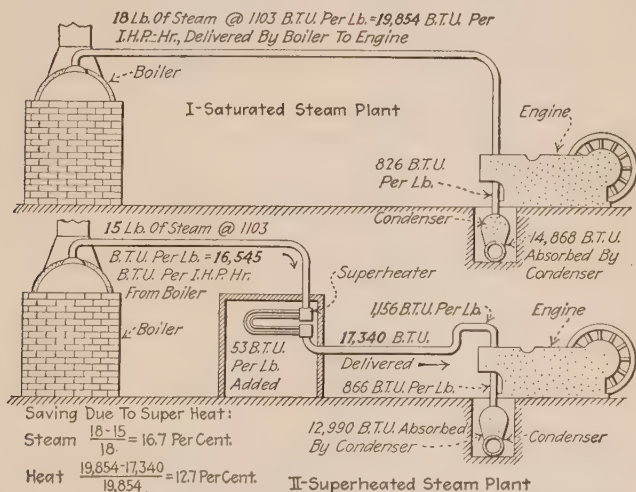 18 Lb. Of Steam @ 1103 B.T.U. Per Lb. = 19,854 B.T.U. Per
I.H.P.-Hr., Delivered By Boiler To Engine
Boiler
I-Saturated Steam Plant
Engine
826 B.T.U.
Per Lb.
Condenser
14,868 B.T.U.
Absorbed By
Condenser
15 Lb. Of Steam @ 1103
B.T.U. Per Lb. = 16,545
B.T.U. Per I.H.P. Hr.
From Boiler
Superheater
Boiler
1,156 B.T.U. Per Lb.
Engine
17,340 B.T.U.
Delivered
53 B.T.U.
Per Lb.
Added
866 B.T.U. Per Lb.
Saving Due To Super Heat:
Steam 18-15/18. = 16.7 Per Cent.
12,990 B.T.U. Absorbed
By Condenser
Condenser
Heat 19,854-17,340/19,854 = 12.7 Per Cent.
II-Superheated Steam Plant